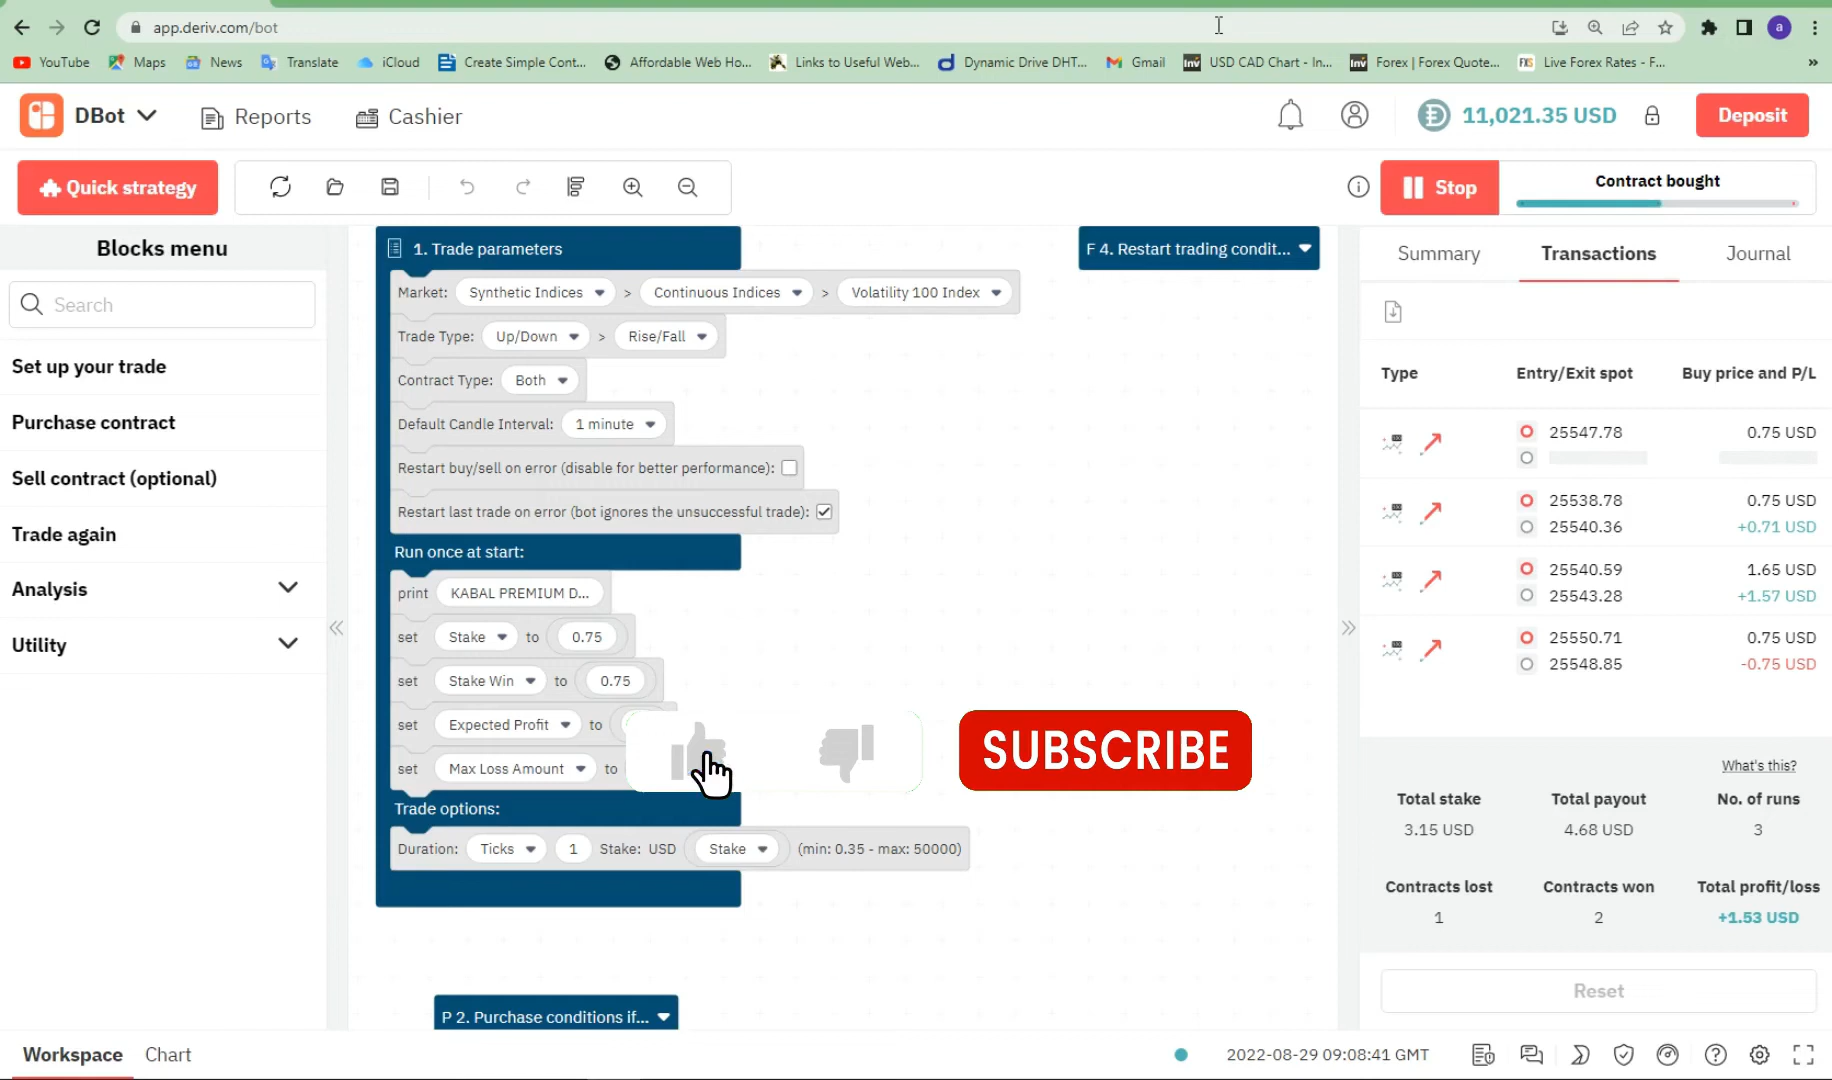 app.deriv.com/bot
a
YouTube Maps News Translate iCloud Create Simple Cont... Affordable Web Ho... Links to Useful Web... Dynamic Drive DHT... Gmail USD CAD Chart - In... Forex | Forex Quote... Live Forex Rates - F... »
DBot Reports Cashier 11,021.35 USD Deposit
Quick strategy Stop Contract bought
Blocks menu
Search
Set up your trade
Purchase contract
Sell contract (optional)
Trade again
Analysis
Utility
1. Trade parameters
Market: Synthetic Indices > Continuous Indices > Volatility 100 Index
Trade Type: Up/Down > Rise/Fall
Contract Type: Both
Default Candle Interval: 1 minute
Restart buy/sell on error (disable for better performance):
Restart last trade on error (bot ignores the unsuccessful trade):
Run once at start:
print KABAL PREMIUM D...
set Stake to 0.75
set Stake Win to 0.75
set Expected Profit to
set Max Loss Amount to
SUBSCRIBE
Trade options:
Duration: Ticks 1 Stake: USD Stake (min: 0.35 - max: 50000)
P 2. Purchase conditions if...
F 4. Restart trading condit...
Summary Transactions Journal
Type Entry/Exit spot Buy price and P/L
25547.78 0.75 USD
25538.78 0.75 USD
25540.36 +0.71 USD
25540.59 1.65 USD
25543.28 +1.57 USD
25550.71 0.75 USD
25548.85 -0.75 USD
What's this?
Total stake Total payout No. of runs
3.15 USD 4.68 USD 3
Contracts lost Contracts won Total profit/loss
1 2 +1.53 USD
Reset
Workspace Chart 2022-08-29 09:08:41 GMT